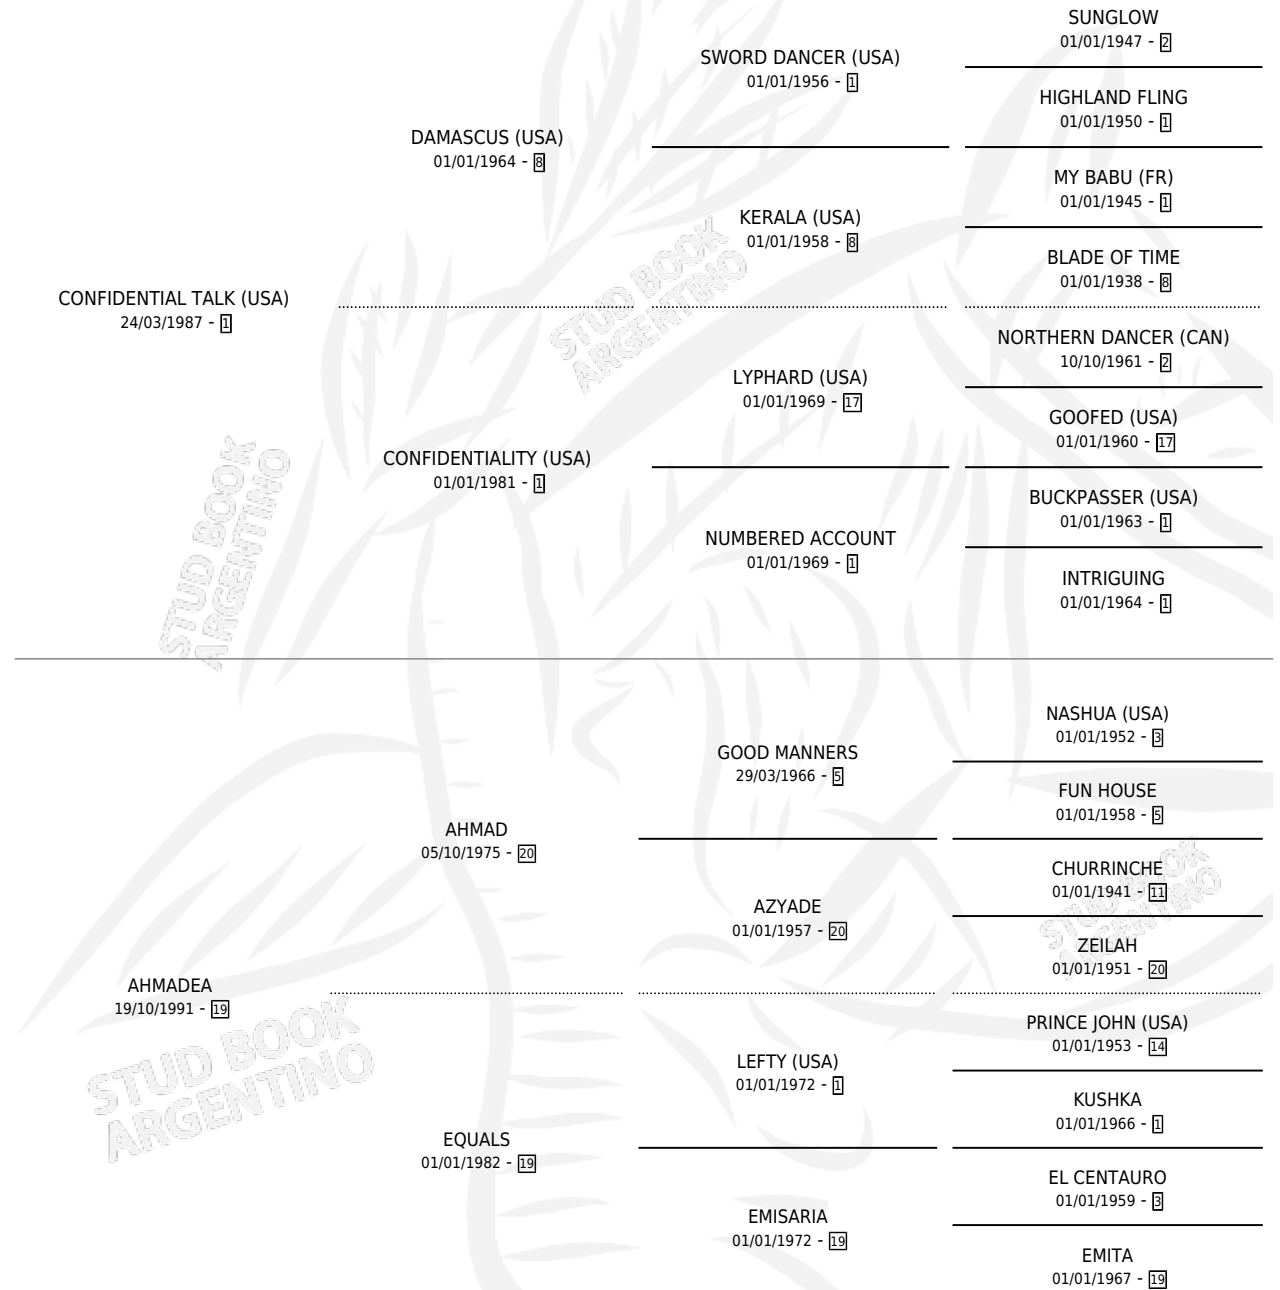 SUNGLOW
01/01/1947 - 2
SWORD DANCER (USA)
01/01/1956 - 1
HIGHLAND FLING
01/01/1950 - 1
DAMASCUS (USA)
01/01/1964 - 8
MY BABU (FR)
01/01/1945 - 1
KERALA (USA)
01/01/1958 - 8
BLADE OF TIME
01/01/1938 - 8
CONFIDENTIAL TALK (USA)
24/03/1987 - 1
NORTHERN DANCER (CAN)
10/10/1961 - 2
LYPHARD (USA)
01/01/1969 - 17
GOOFED (USA)
01/01/1960 - 17
CONFIDENTIALITY (USA)
01/01/1981 - 1
BUCKPASSER (USA)
01/01/1963 - 1
NUMBERED ACCOUNT
01/01/1969 - 1
INTRIGUING
01/01/1964 - 1
NASHUA (USA)
01/01/1952 - 3
GOOD MANNERS
29/03/1966 - 5
FUN HOUSE
01/01/1958 - 5
AHMAD
05/10/1975 - 20
CHURRINCHE
01/01/1941 - 11
AZYADE
01/01/1957 - 20
ZEILAH
01/01/1951 - 20
AHMADEA
19/10/1991 - 19
PRINCE JOHN (USA)
01/01/1953 - 14
LEFTY (USA)
01/01/1972 - 1
KUSHKA
01/01/1966 - 1
EQUALS
01/01/1982 - 19
EL CENTAURO
01/01/1959 - 3
EMISARIA
01/01/1972 - 19
EMITA
01/01/1967 - 19
STUD BOOK
ARGENTINO
STUD BOOK
ARGENTINO
STUD BOOK
ARGENTINO
STUD BOOK
ARGENTINO